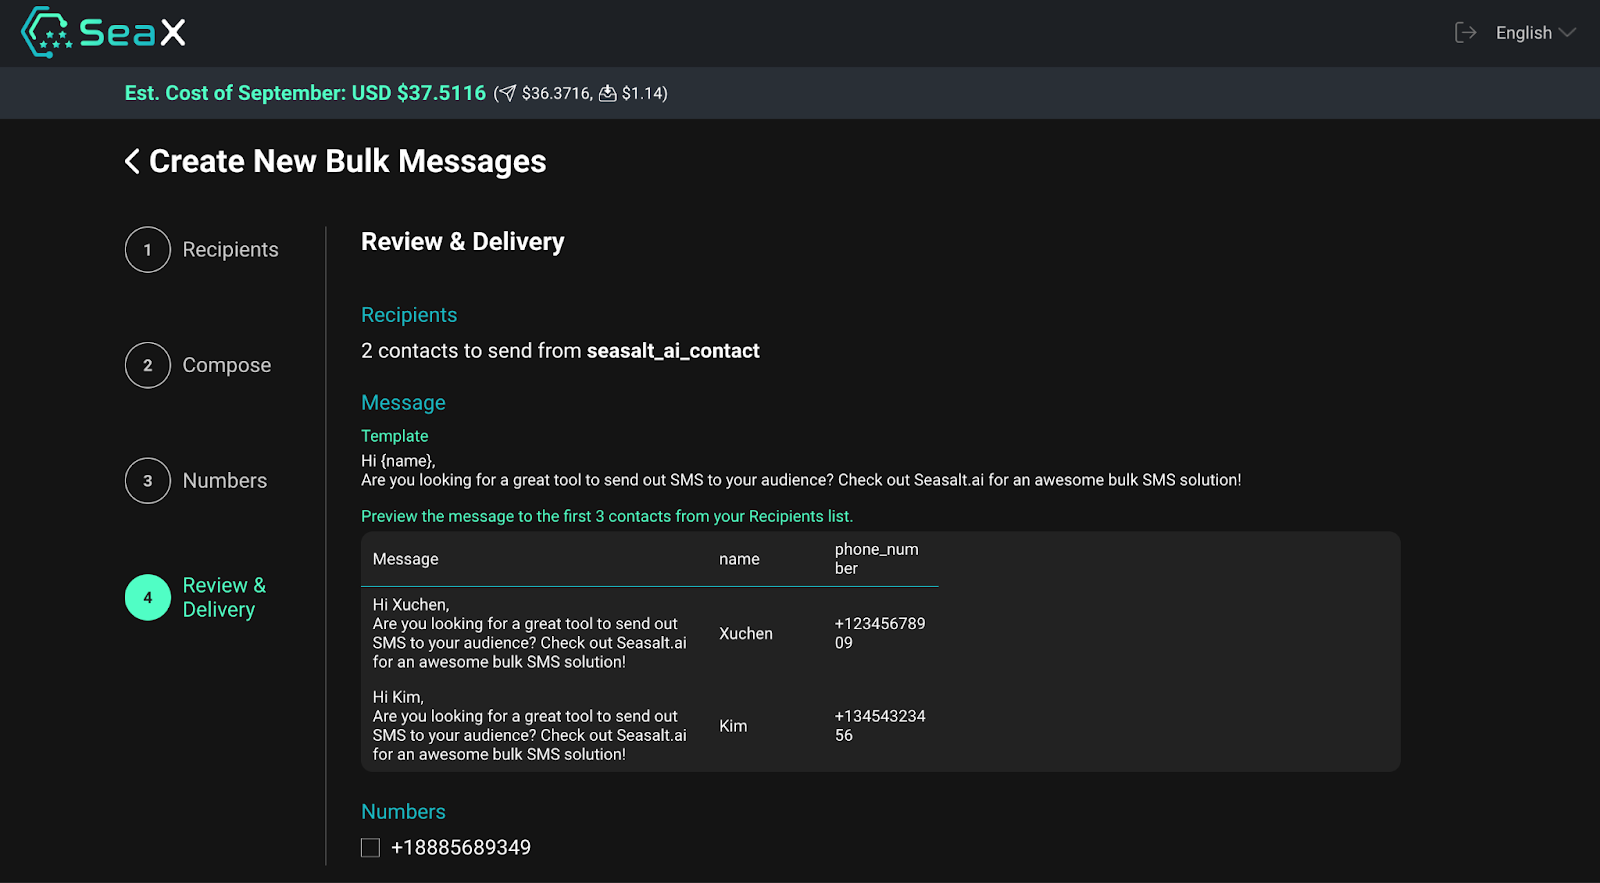 SeaX
English
Est. Cost of September: USD $37.5116 ( $36.3716, $1.14)
Create New Bulk Messages
1 Recipients
2 Compose
3 Numbers
4 Review &
Delivery
Review & Delivery
Recipients
2 contacts to send from seasalt_ai_contact
Message
Template
Hi {name},
Are you looking for a great tool to send out SMS to your audience? Check out Seasalt.ai for an awesome bulk SMS solution!
Preview the message to the first 3 contacts from your Recipients list.
Message
name
phone_num
ber
Hi Xuchen,
Are you looking for a great tool to send out
SMS to your audience? Check out Seasalt.ai
for an awesome bulk SMS solution!
Xuchen
+123456789
09
Hi Kim,
Are you looking for a great tool to send out
SMS to your audience? Check out Seasalt.ai
for an awesome bulk SMS solution!
Kim
+134543234
56
Numbers
+18885689349